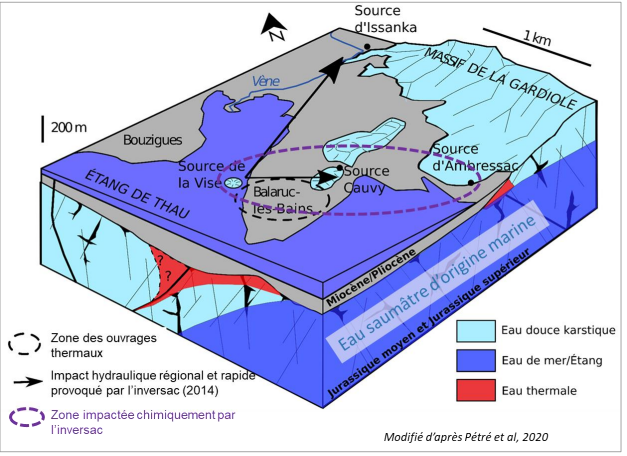 Source
d'Issanka
N
1 km
MASSIF DE LA GARDIOLE
Vène
200 m
Bouzigues
Source de
la Vise
Source
Cauvy
Source
d'Ambressac
Balaruc-
les-Bains
ÉTANG DE THAU
Miocène/Pliocène
Eau saumâtre d'origine marine
Jurassique moyen et Jurassique supérieur
?
?
Zone des ouvrages
thermaux
Impact hydraulique régional et rapide
provoqué par l'inversac (2014)
Zone impactée chimiquement par
l'inversac
Eau douce karstique
Eau de mer/Étang
Eau thermale
Modifié d'après Pétré et al, 2020